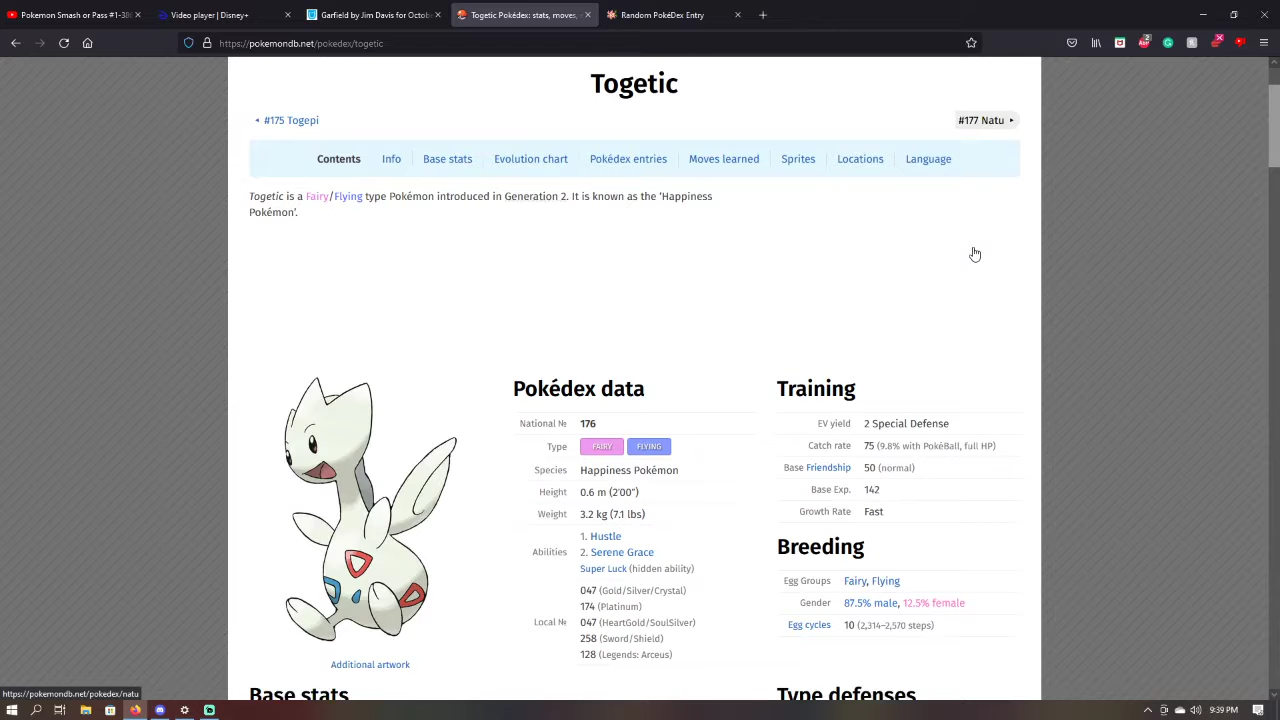 Pokemon Smash or Pass #1-386
Video Player | Disney+
Garfield by Jim Davis for October
Togetic Pokédex: stats, moves,
Random PokéDex Entry
https://pokemondb.net/pokedex/togetic
Togetic
#175 Togepi
#177 Natu
Contents
Info
Base stats
Evolution chart
Pokédex entries
Moves learned
Sprites
Locations
Language
Togetic is a Fairy/Flying type Pokémon introduced in Generation 2. It is known as the ‘Happiness
Pokémon’.
Pokédex data
National № 176
Type FAIRY FLYING
Species Happiness Pokémon
Height 0.6 m (2′00″)
Weight 3.2 kg (7.1 lbs)
Abilities 1. Hustle
2. Serene Grace
Super Luck (hidden ability)
Local № 047 (Gold/Silver/Crystal)
174 (Platinum)
047 (HeartGold/SoulSilver)
258 (Sword/Shield)
128 (Legends: Arceus)
Additional artwork
Training
EV yield 2 Special Defense
Catch rate 75 (9.8% with PokéBall, full HP)
Base Friendship 50 (normal)
Base Exp. 142
Growth Rate Fast
Breeding
Egg Groups Fairy, Flying
Gender 87.5% male, 12.5% female
Egg cycles 10 (2,314–2,570 steps)
Base stats
Type defenses
https://pokemondb.net/pokedex/natu
9:39 PM